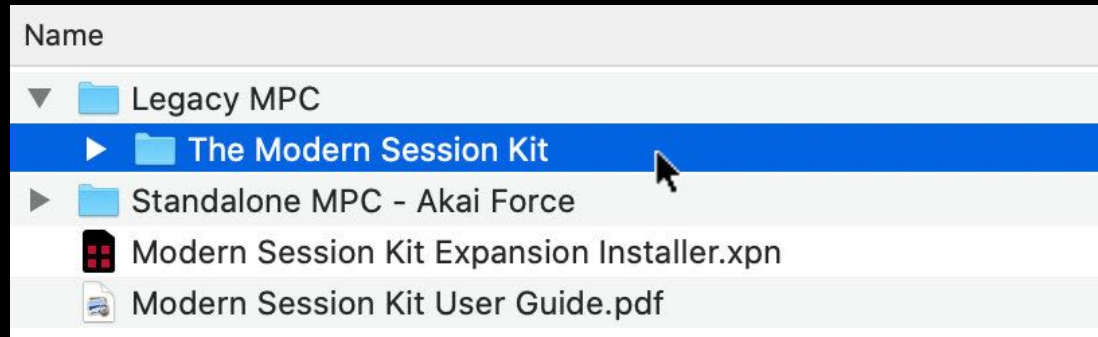 Name
Legacy MPC
The Modern Session Kit
Standalone MPC - Akai Force
Modern Session Kit Expansion Installer.xpn
Modern Session Kit User Guide.pdf